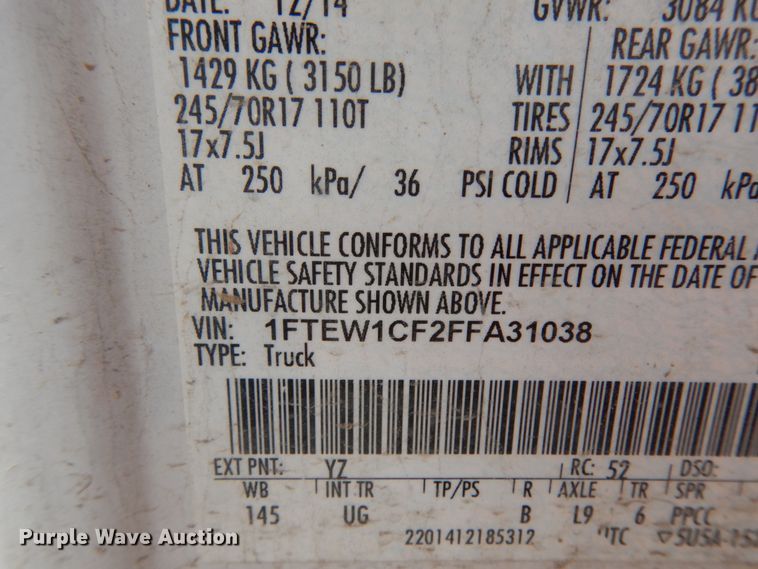 DATE: 12/14 GVWR: 3084 KG
FRONT GAWR: REAR GAWR:
1429 KG ( 3150 LB) WITH 1724 KG ( 38
245/70R17 110T TIRES 245/70R17 11
17x7.5J RIMS 17x7.5J
AT 250 kPa/ 36 PSI COLD AT 250 kPa
THIS VEHICLE CONFORMS TO ALL APPLICABLE FEDERAL
VEHICLE SAFETY STANDARDS IN EFFECT ON THE DATE OF
MANUFACTURE SHOWN ABOVE.
VIN: 1FTEW1CF2FFA31038
TYPE: Truck
EXT PNT: YZ RC: 52 DSO:
WB INT TR TP/PS R AXLE TR SPR
145 UG B L9 6 PPCC
2201412185312
Purple Wave Auction